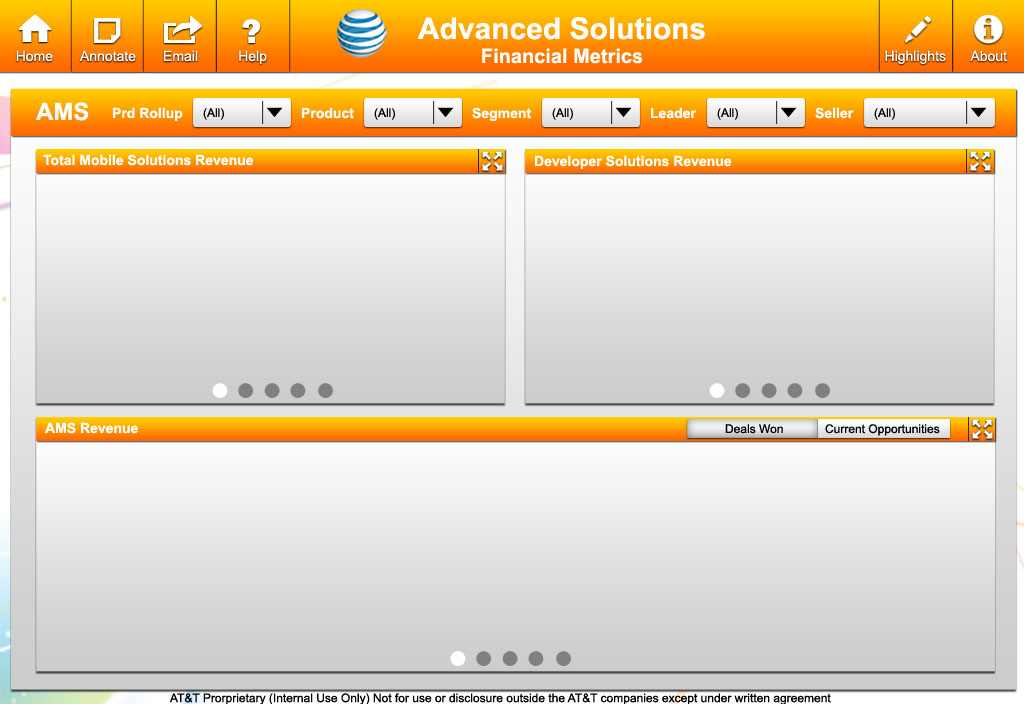 Home
Annotate
Email
Help
Advanced Solutions
Financial Metrics
Highlights
About
AMS
Prd Rollup
(All)
Product
(All)
Segment
(All)
Leader
(All)
Seller
(All)
Total Mobile Solutions Revenue
Developer Solutions Revenue
AMS Revenue
Deals Won
Current Opportunities
AT&T Prorprietary (Internal Use Only) Not for use or disclosure outside the AT&T companies except under written agreement